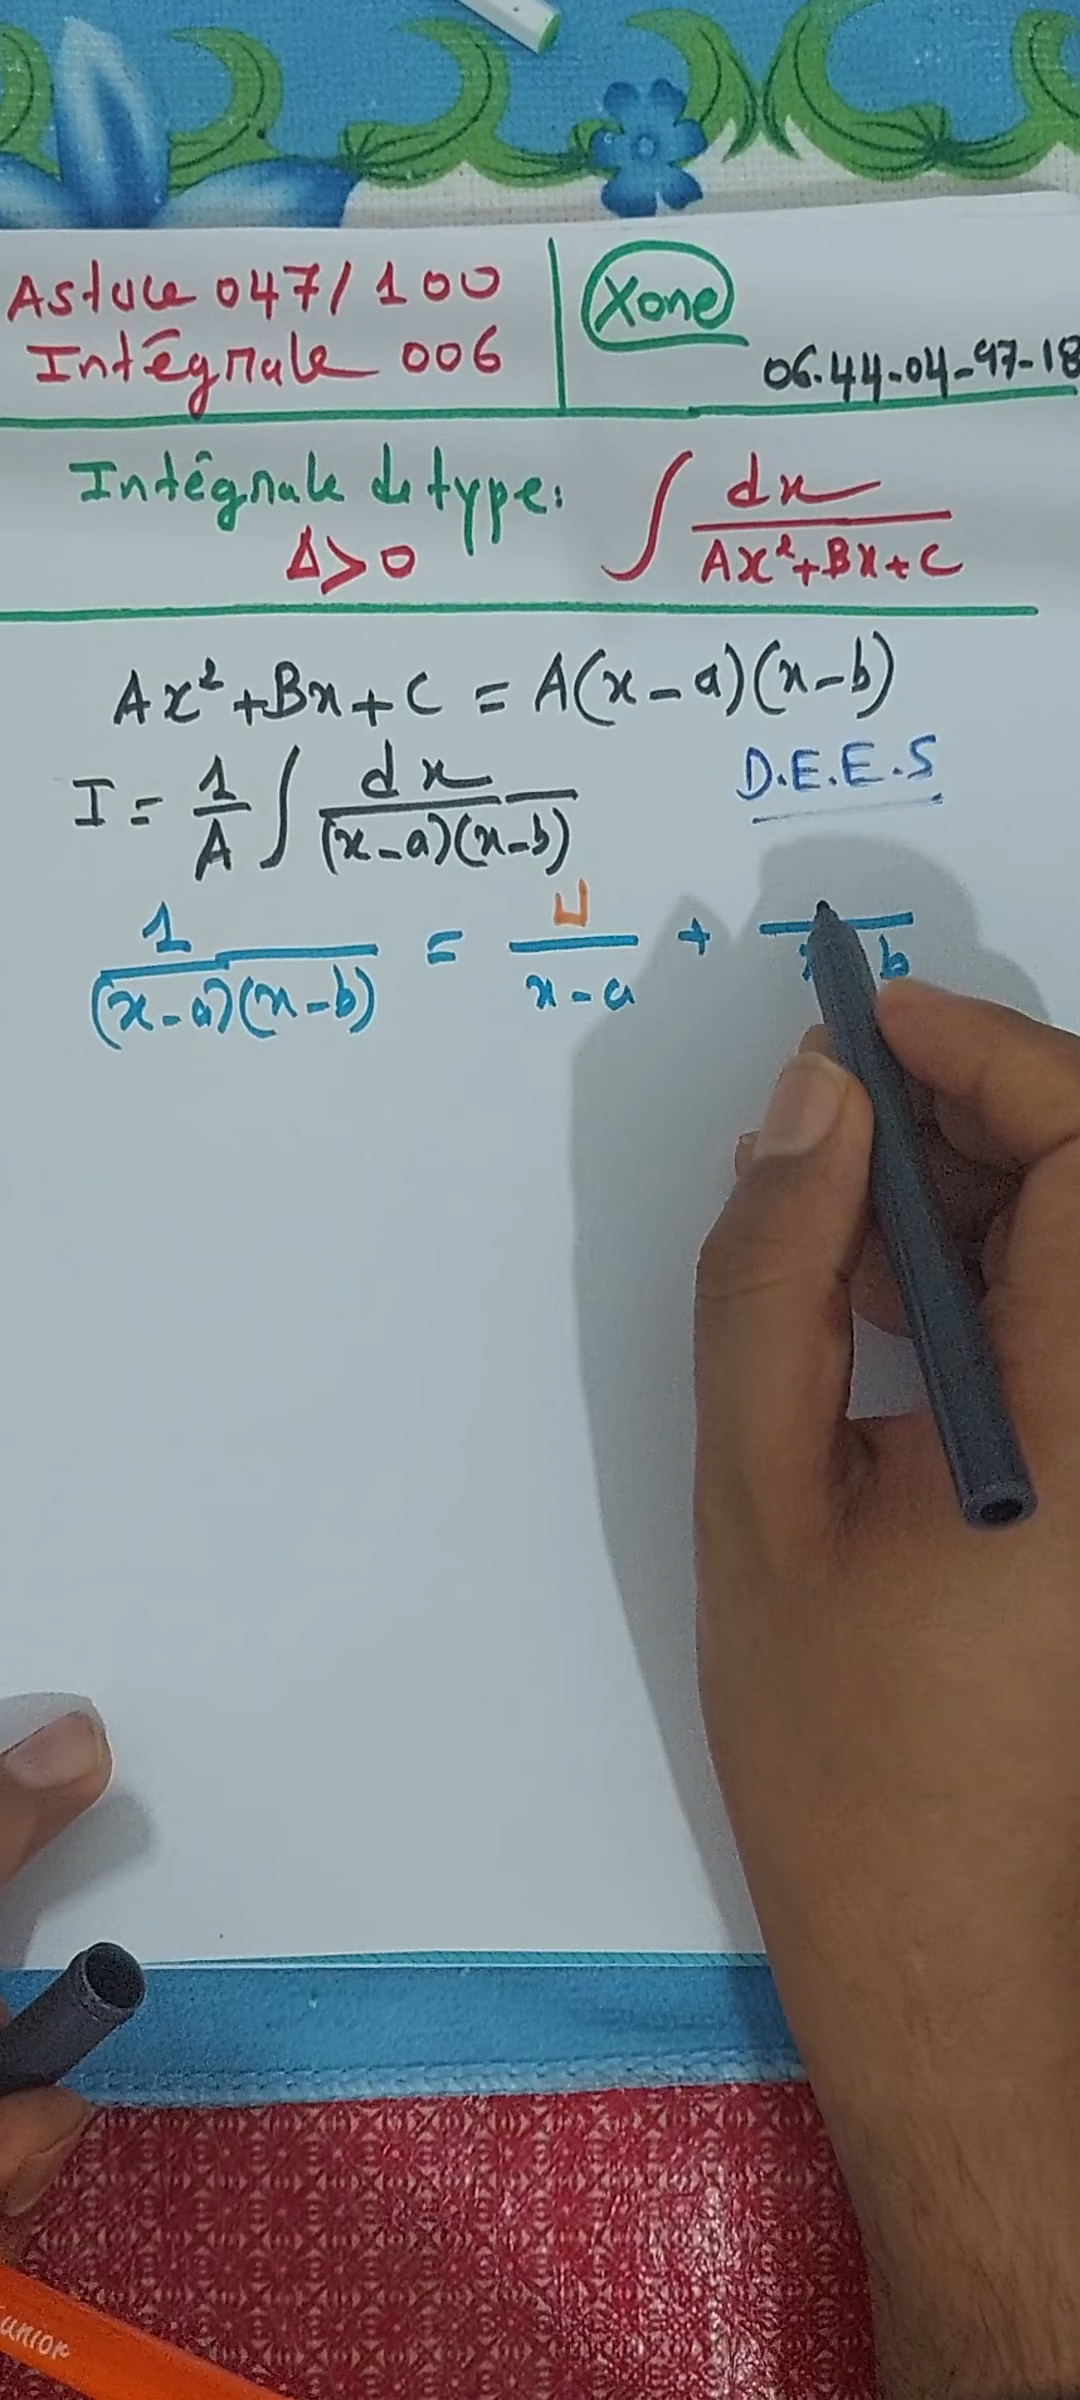 Astuce 047/100
Intégrale 006
Xone
06.44-04-97-18
Intégrale de type: ∫ dx / (Ax²+Bx+C)
Δ>0
Ax²+Bx+C = A(x-a)(x-b)
I = 1/A ∫ dx / ((x-a)(x-b))
D.E.E.S
1 / ((x-a)(x-b)) = U / (x-a) + / b
unior